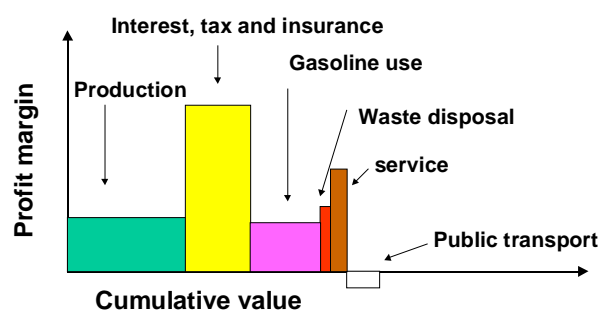 Interest, tax and insurance
Gasoline use
Production
Waste disposal
service
Public transport
Profit margin
Cumulative value